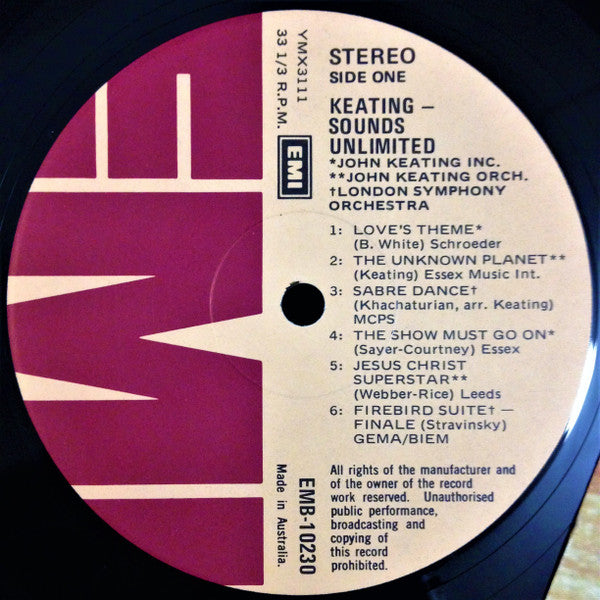 STEREO
SIDE ONE
KEATING –
SOUNDS
UNLIMITED
*JOHN KEATING INC.
**JOHN KEATING ORCH.
†LONDON SYMPHONY
ORCHESTRA
1: LOVE'S THEME*
(B. White) Schroeder
2: THE UNKNOWN PLANET**
(Keating) Essex Music Int.
3: SABRE DANCE†
(Khachaturian, arr. Keating)
MCPS
4: THE SHOW MUST GO ON*
(Sayer-Courtney) Essex
5: JESUS CHRIST
SUPERSTAR**
(Webber-Rice) Leeds
6: FIREBIRD SUITE† –
FINALE (Stravinsky)
GEMA/BIEM
All rights of the manufacturer and
of the owner of the record
work reserved. Unauthorised
public performance,
broadcasting and
copying of
this record
prohibited.
YMX3111
33 1/3 R.P.M.
EMI
EMB-10230
Made in Australia.
EMI